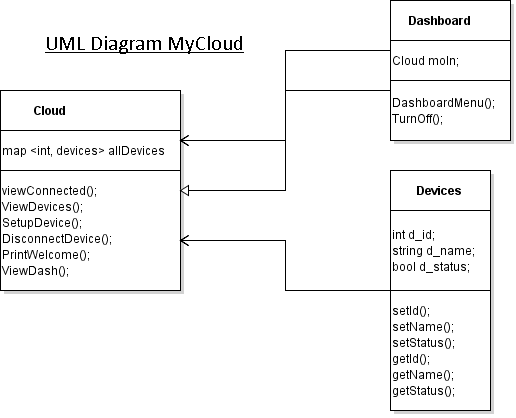 UML Diagram MyCloud
Dashboard
Cloud moln;
DashboardMenu();
TurnOff();
Cloud
map <int, devices> allDevices
viewConnected();
ViewDevices();
SetupDevice();
DisconnectDevice();
PrintWelcome();
ViewDash();
Devices
int d_id;
string d_name;
bool d_status;
setId();
setName();
setStatus();
getId();
getName();
getStatus();